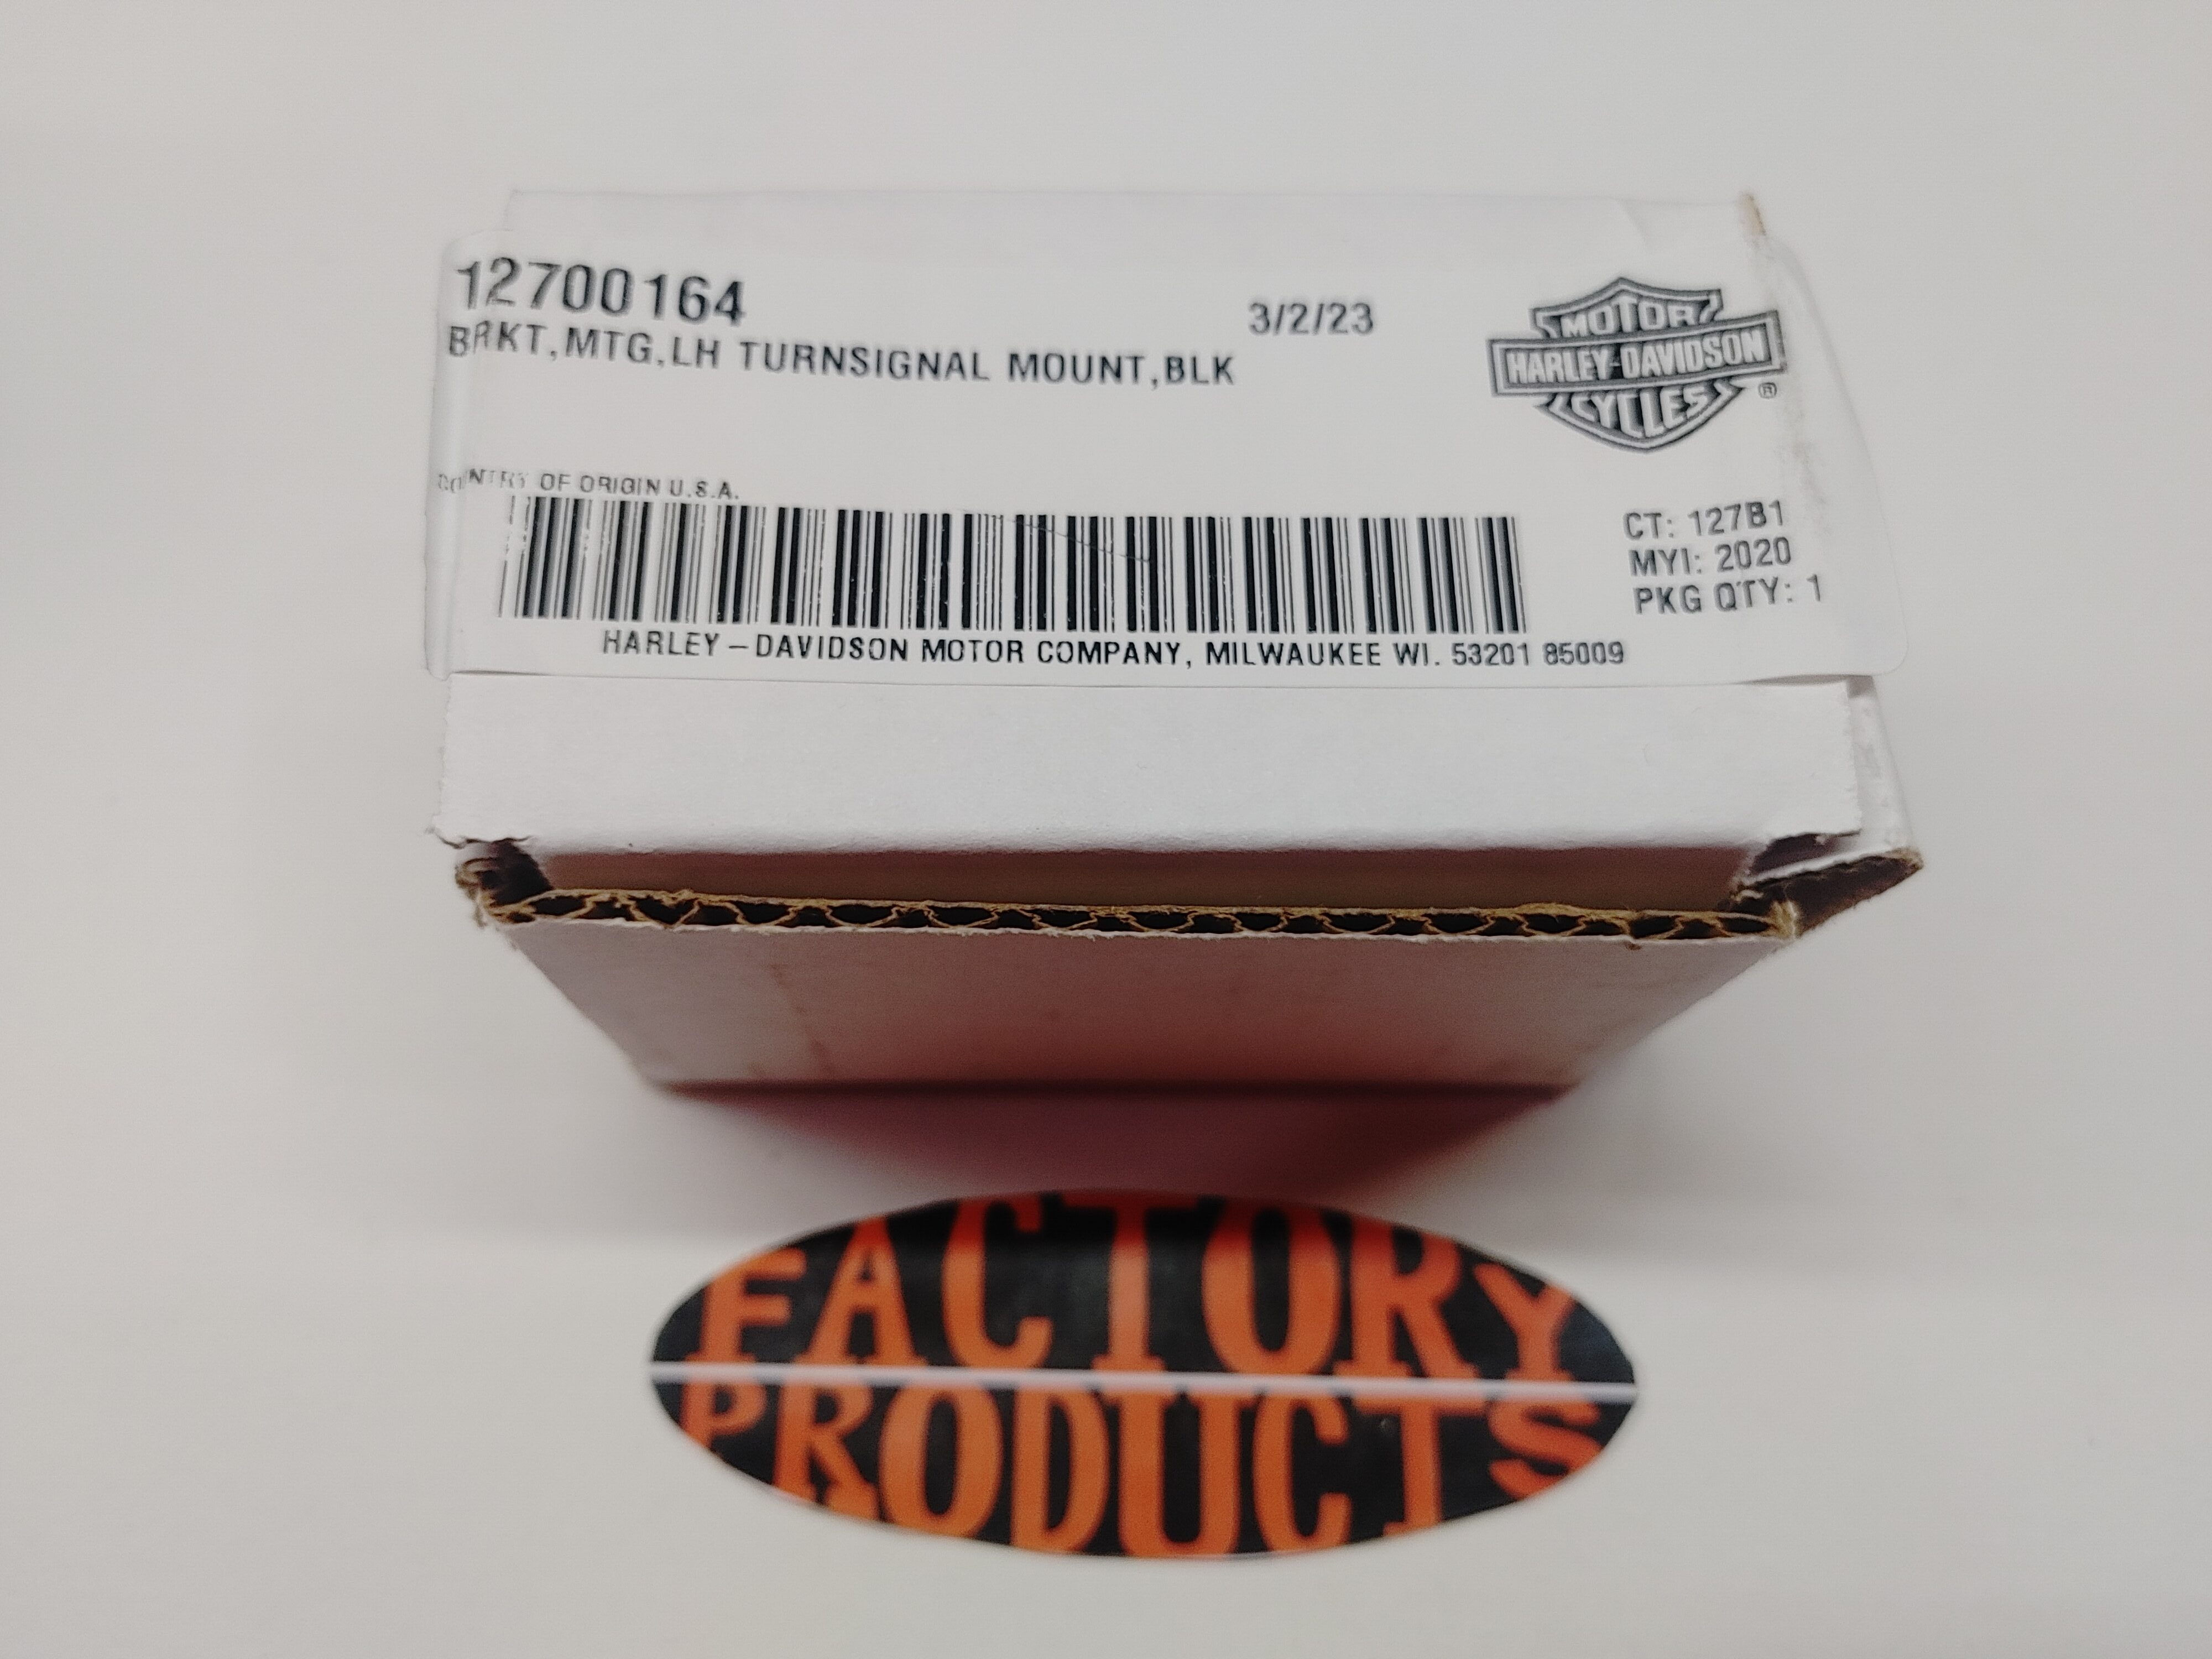 12700164
3/2/23
BRKT,MTG,LH TURNSIGNAL MOUNT,BLK
MOTOR
HARLEY-DAVIDSON
CYCLES
®
COUNTRY OF ORIGIN U.S.A.
CT: 127B1
MYI: 2020
PKG QTY: 1
HARLEY-DAVIDSON MOTOR COMPANY, MILWAUKEE WI. 53201 85009
FACTORY
PRODUCTS